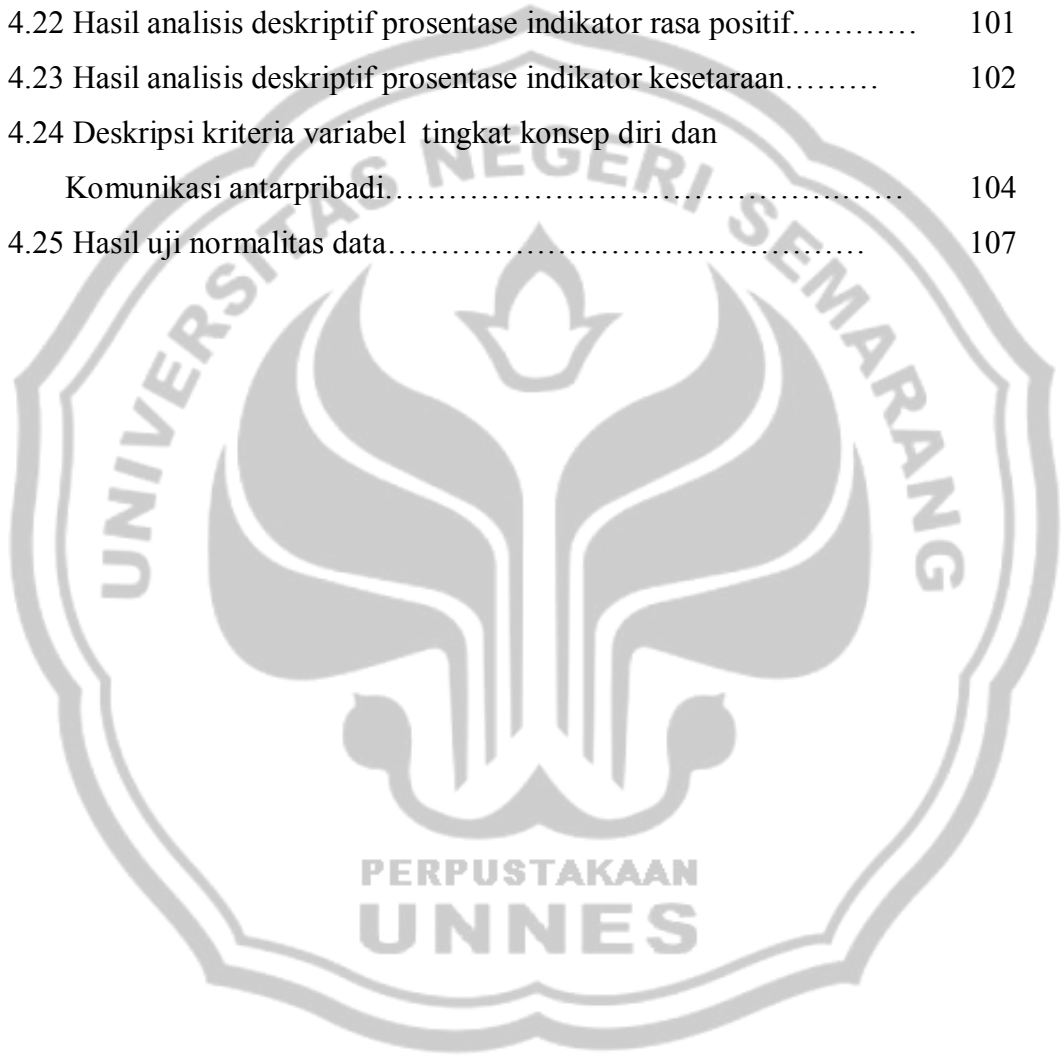 4.22 Hasil analisis deskriptif prosentase indikator rasa positif………… 101
4.23 Hasil analisis deskriptif prosentase indikator kesetaraan……… 102
4.24 Deskripsi kriteria variabel  tingkat konsep diri dan
Komunikasi antarpribadi…………………………………………..…… 104
4.25 Hasil uji normalitas data………………………………………… 107
UNIVERSITAS NEGERI SEMARANG
PERPUSTAKAAN
UNNES